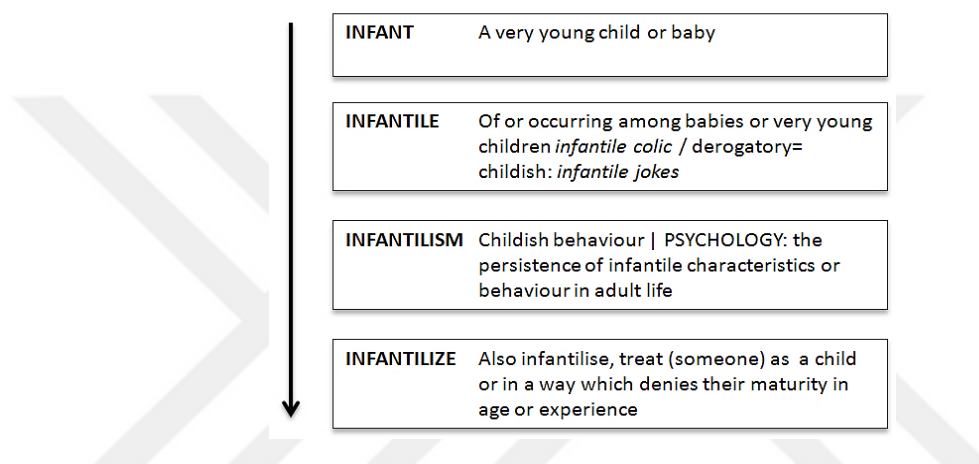 INFANT A very young child or baby
INFANTILE Of or occurring among babies or very young
children infantile colic / derogatory=
childish: infantile jokes
INFANTILISM Childish behaviour | PSYCHOLOGY: the
persistence of infantile characteristics or
behaviour in adult life
INFANTILIZE Also infantilise, treat (someone) as a child
or in a way which denies their maturity in
age or experience